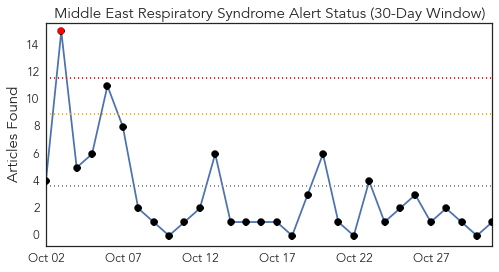 Middle East Respiratory Syndrome Alert Status (30-Day Window)
Articles Found
14
12
10
8
6
4
2
0
Oct 02 Oct 07 Oct 12 Oct 17 Oct 22 Oct 27